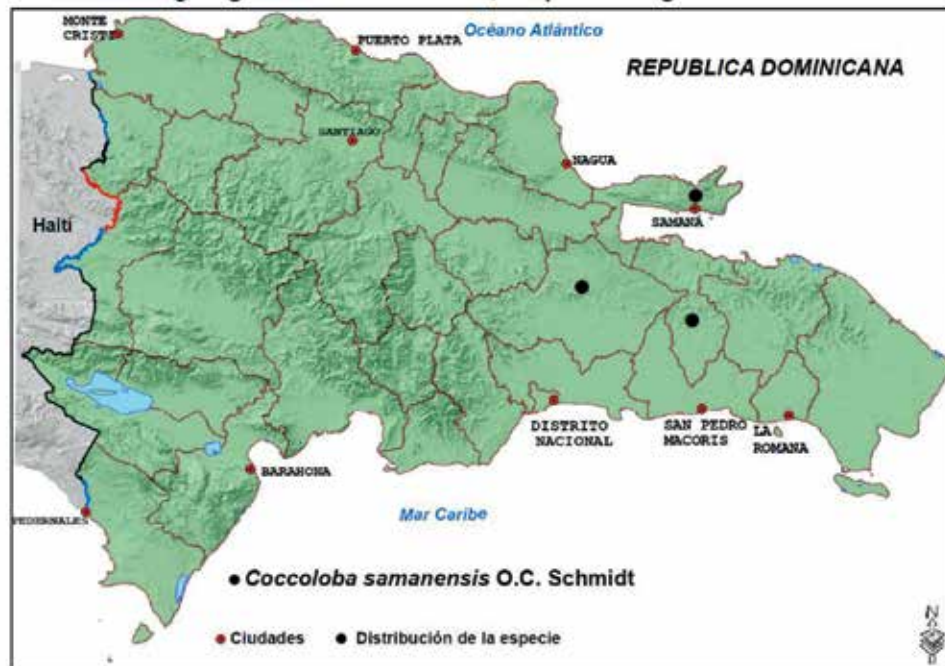 MONTE
CRISTI
PUERTO PLATA
Océano Atlántico
REPUBLICA DOMINICANA
SANTIAGO
NAGUA
SAMANA
Haití
DISTRITO
NACIONAL
SAN PEDRO
MACORIS
LA
ROMANA
BARAHONA
PEDERNALES
Mar Caribe
Coccoloba samanensis O.C. Schmidt
Ciudades
Distribución de la especie
N